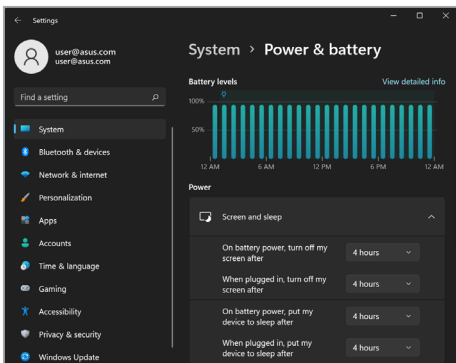 Settings
user@asus.com
user@asus.com
Find a setting
System
Bluetooth & devices
Network & internet
Personalization
Apps
Accounts
Time & language
Gaming
Accessibility
Privacy & security
Windows Update
System > Power & battery
Battery levels
View detailed info
100%
50%
12 AM 6 AM 12 PM 6 PM 12 AM
Power
Screen and sleep
On battery power, turn off my
screen after
4 hours
When plugged in, turn off my
screen after
4 hours
On battery power, put my
device to sleep after
4 hours
When plugged in, put my
device to sleep after
4 hours